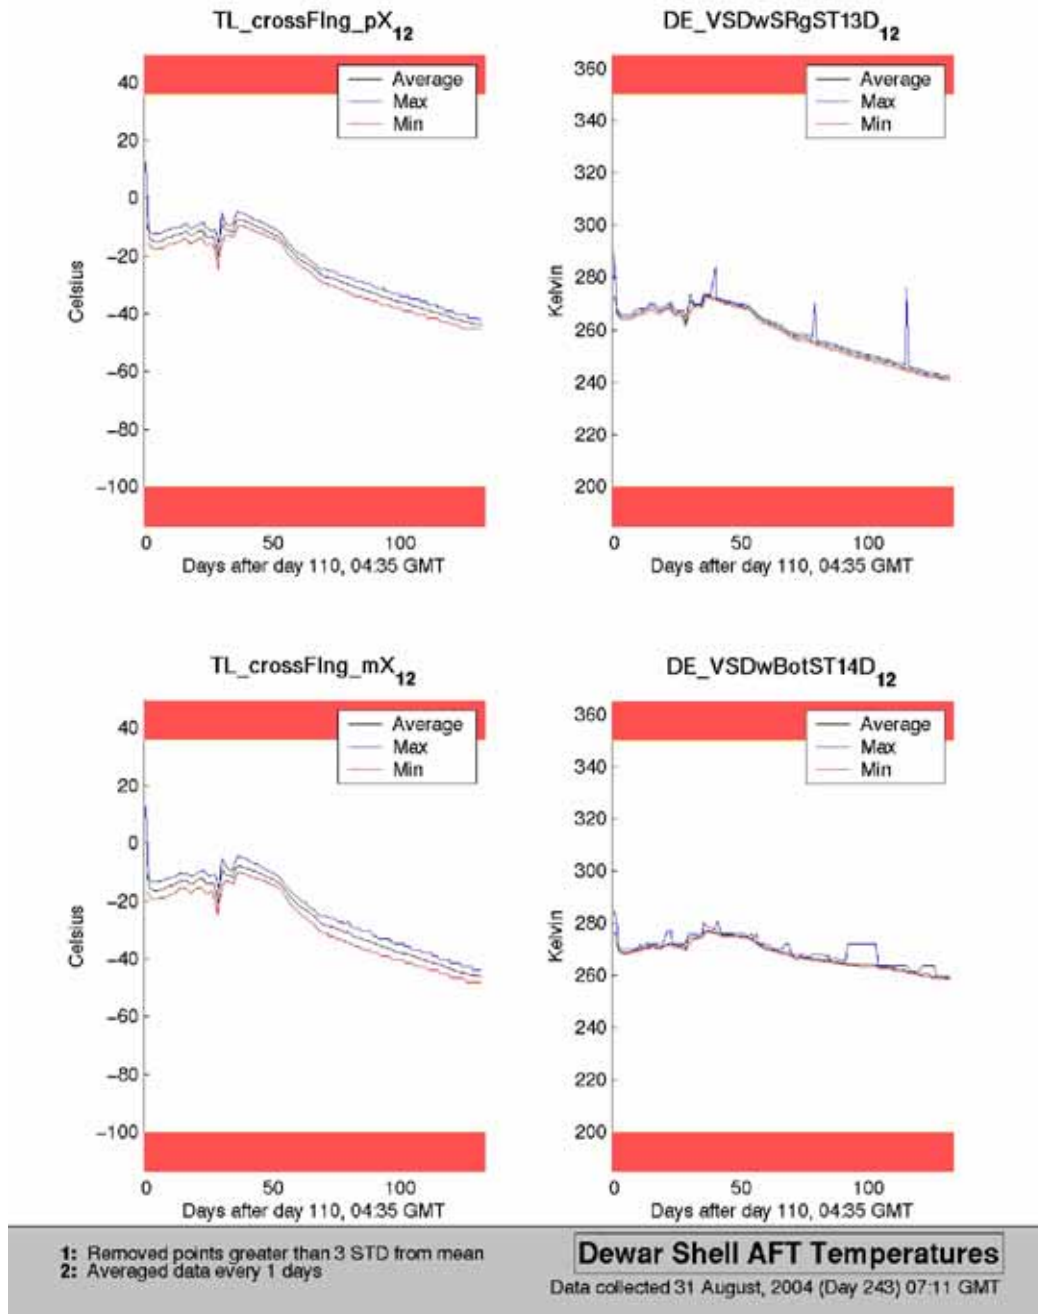 TL_crossFlng_pX12
40
20
0
−20
−40
−60
−80
−100
Celsius
Average
Max
Min
0 50 100
Days after day 110, 04:35 GMT
DE_VSDwSRgST13D12
360
340
320
300
280
260
240
220
200
Kelvin
Average
Max
Min
0 50 100
Days after day 110, 04:35 GMT
TL_crossFlng_mX12
40
20
0
−20
−40
−60
−80
−100
Celsius
Average
Max
Min
0 50 100
Days after day 110, 04:35 GMT
DE_VSDwBotST14D12
360
340
320
300
280
260
240
220
200
Kelvin
Average
Max
Min
0 50 100
Days after day 110, 04:35 GMT
1: Removed points greater than 3 STD from mean
2: Averaged data every 1 days
Dewar Shell AFT Temperatures
Data collected 31 August, 2004 (Day 243) 07:11 GMT